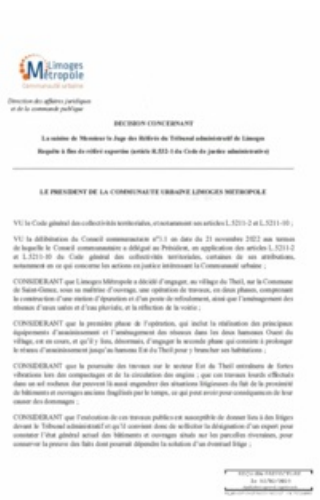 Limoges
Métropole
Communauté urbaine
Direction des affaires juridiques
et de la commande publique
DECISION CONCERNANT
La saisine de Monsieur le Juge des Référés du Tribunal administratif de Limoges
Requête à fins de référé expertise (article R.532-1 du Code de justice administrative)
LE PRESIDENT DE LA COMMUNAUTE URBAINE LIMOGES METROPOLE
VU le Code général des collectivités territoriales, et notamment ses articles L.5211-2 et L.5211-10 ;
VU la délibération du Conseil communautaire n°1.1 en date du 21 novembre 2022 aux termes
de laquelle le Conseil communautaire a délégué au Président, en application des articles L.5211-2
et L.5211-10 du Code général des collectivités territoriales, certaines de ses attributions,
notamment en ce qui concerne les actions en justice intéressant la Communauté urbaine ;
CONSIDERANT que Limoges Métropole a décidé d'engager, au village du Theil, sur la Commune
de Saint-Gence, sous sa maîtrise d'ouvrage, une opération de travaux, en deux phases, comprenant
la construction d'une station d'épuration et d'un poste de refoulement, ainsi que l'aménagement des
réseaux d'eaux usées et d'eau pluviale, et la réfection de la voirie ;
CONSIDERANT que la première phase de l'opération, qui inclut la réalisation des principaux
équipements d'assainissement et l'aménagement des réseaux dans les deux hameaux Ouest du
village, est en cours, et qu'il y lieu, désormais, d'engager la seconde phase qui consiste à prolonger
le réseau d'assainissement jusqu'au hameau Est du Theil pour y brancher ses habitations ;
CONSIDERANT que la poursuite des travaux sur le secteur Est du Theil entraînera de fortes
vibrations lors des compactages et de la circulation des engins ; que ces travaux lourds effectués
dans un sol rocheux dur peuvent là aussi engendrer des situations litigieuses du fait de la proximité
de bâtiments et ouvrages anciens fragilisés par le temps, ce qui peut avoir pour conséquences de leur
causer des dommages ;
CONSIDERANT que l'exécution de ces travaux publics est susceptible de donner lieu à des litiges
devant le Tribunal administratif et qu'il convient donc de solliciter la désignation d'un expert pour
constater l'état général actuel des bâtiments et ouvrages situés sur les parcelles riveraines, pour
conserver la preuve des faits dont pourrait dépendre la solution d'un éventuel litige ;